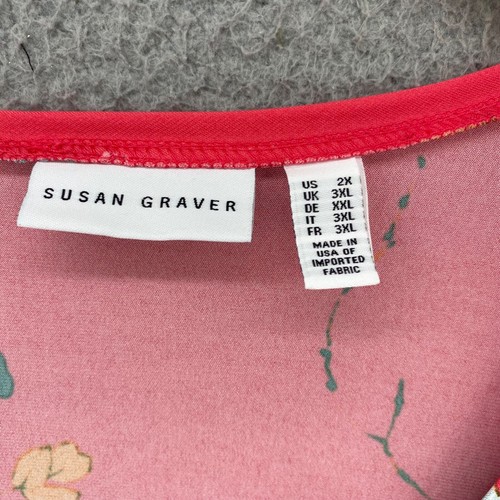 SUSAN GRAVER
US 2X
UK 3XL
DE XXL
IT 3XL
FR 3XL
MADE IN
USA OF
IMPORTED
FABRIC